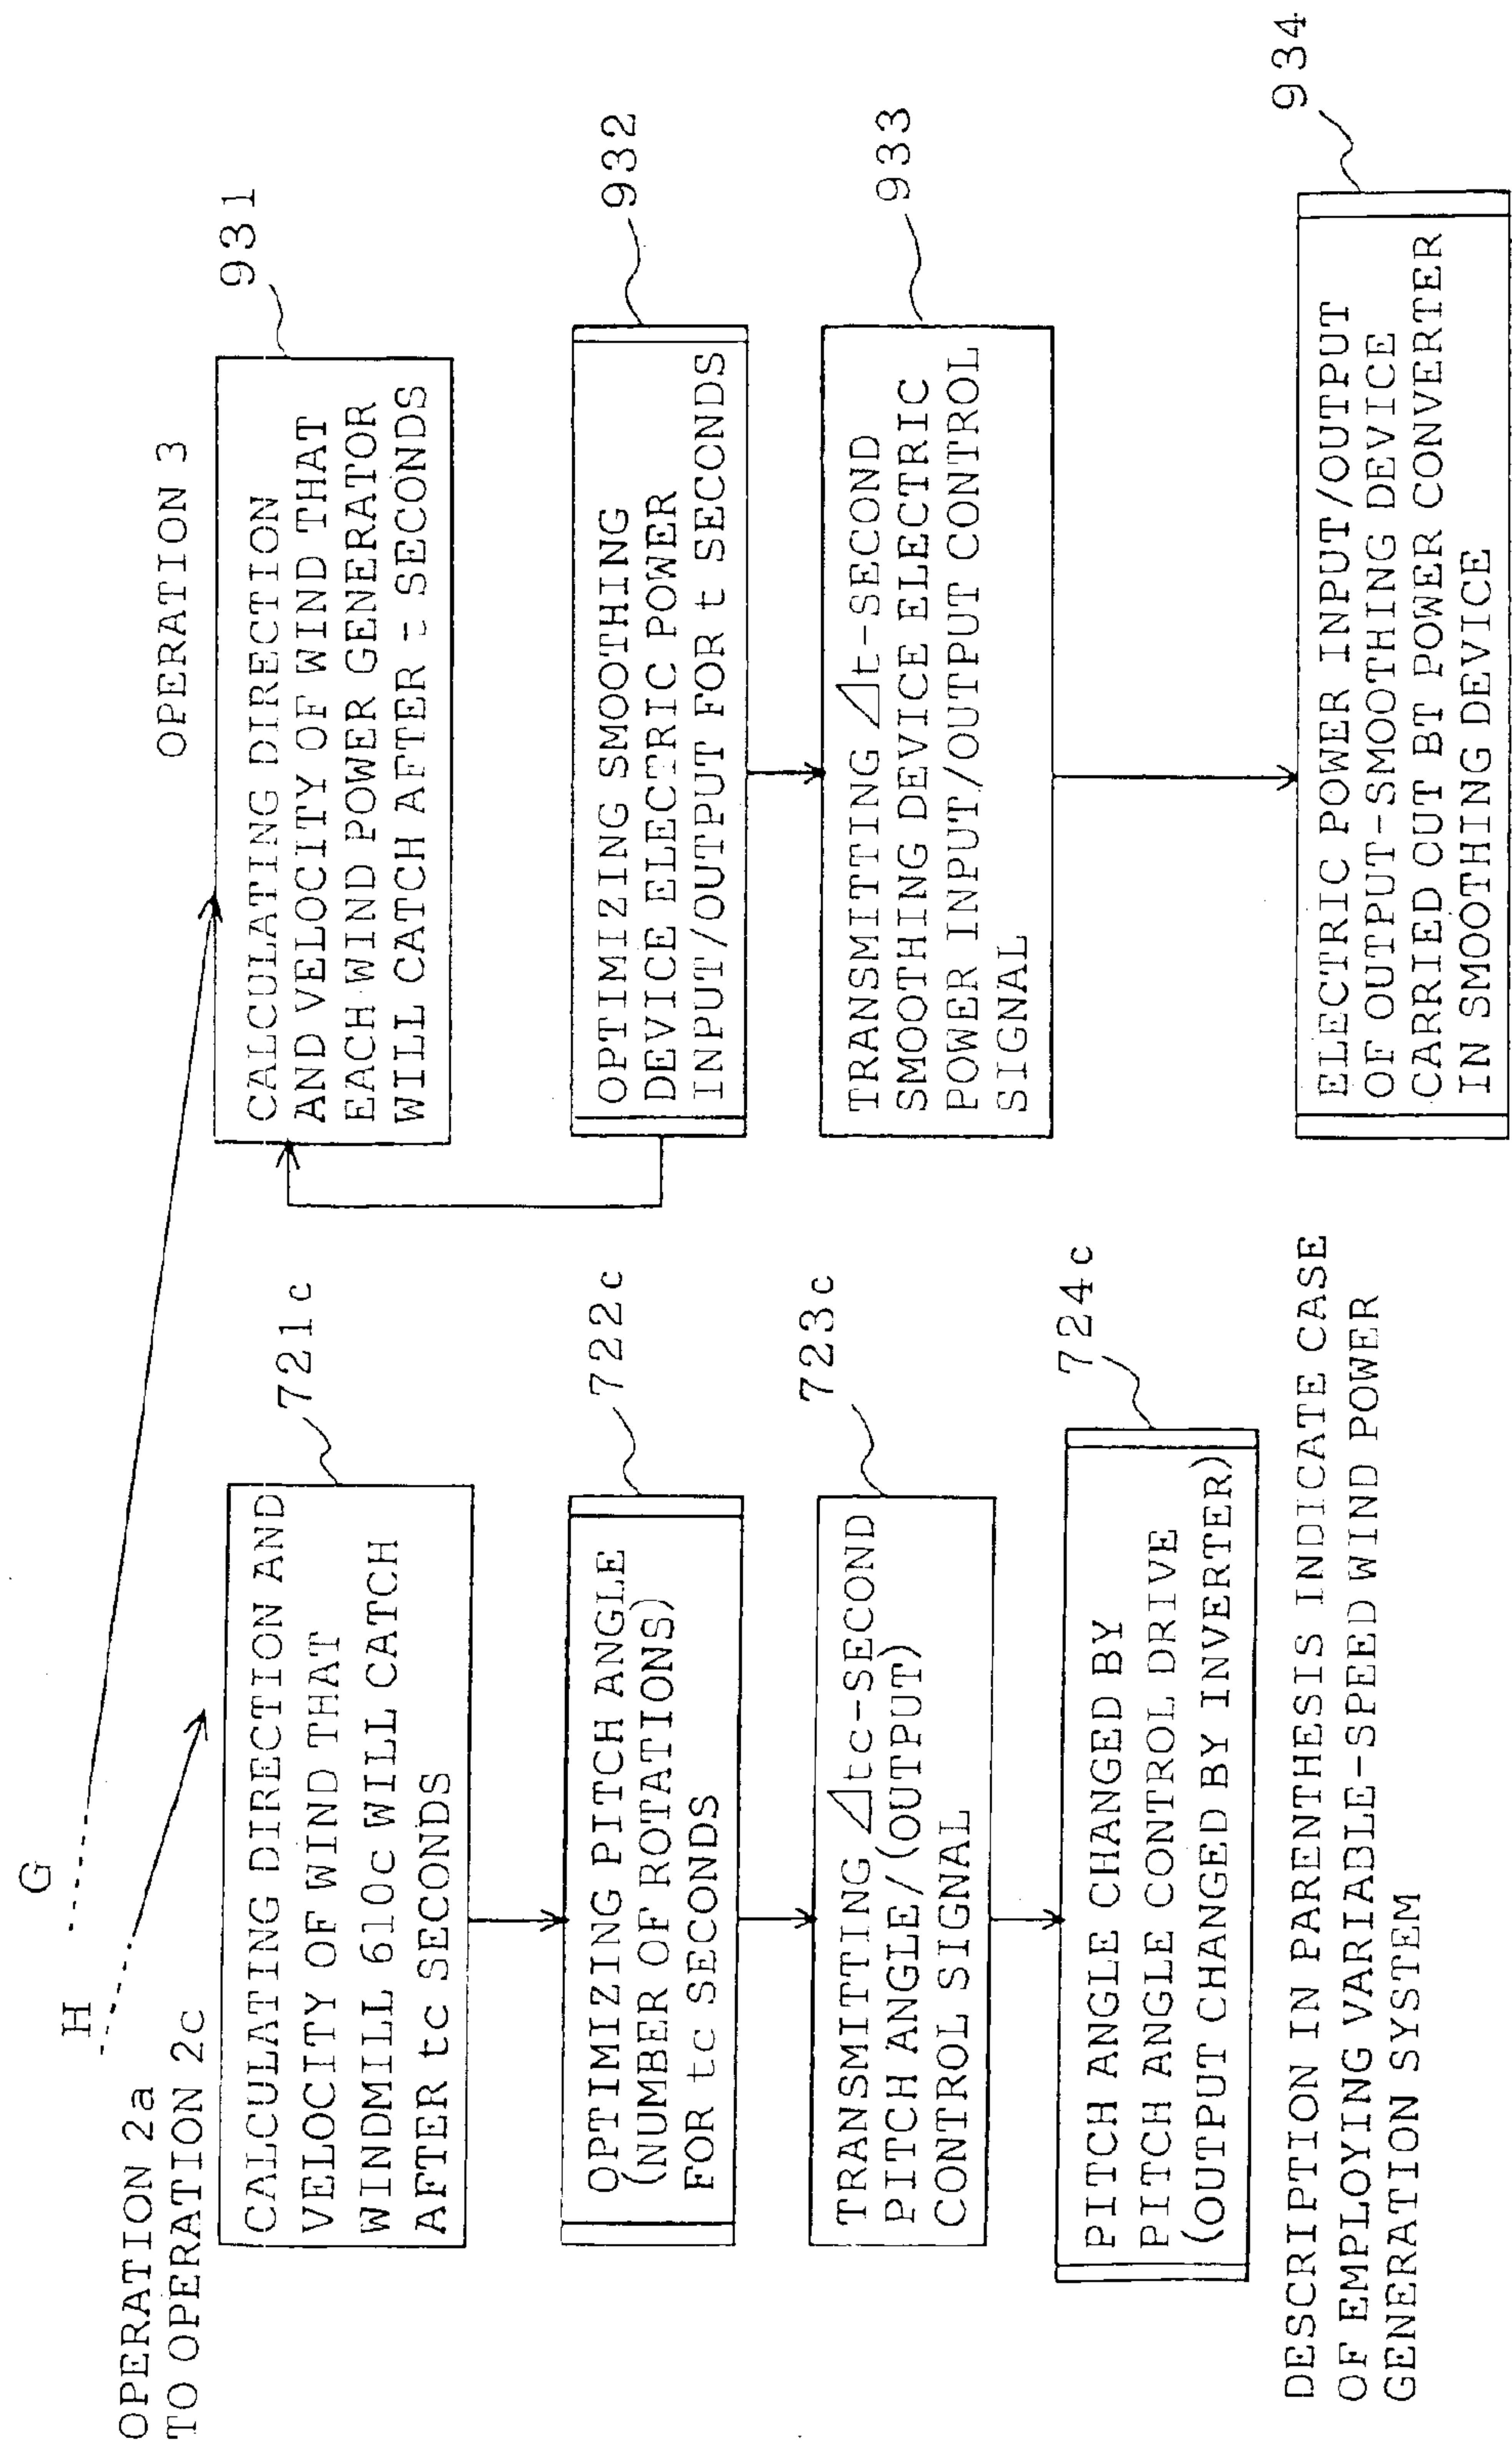 G
H
OPERATION 2a
TO OPERATION 2c
CALCULATING DIRECTION AND
VELOCITY OF WIND THAT
WINDMILL 610c WILL CATCH
AFTER tc SECONDS
721c
OPTIMIZING PITCH ANGLE
(NUMBER OF ROTATIONS)
FOR tc SECONDS
722c
TRANSMITTING ⊿tc-SECOND
PITCH ANGLE/(OUTPUT)
CONTROL SIGNAL
723c
PITCH ANGLE CHANGED BY
PITCH ANGLE CONTROL DRIVE
(OUTPUT CHANGED BY INVERTER)
724c
DESCRIPTION IN PARENTHESIS INDICATE CASE
OF EMPLOYING VARIABLE-SPEED WIND POWER
GENERATION SYSTEM
OPERATION 3
CALCULATING DIRECTION
AND VELOCITY OF WIND THAT
EACH WIND POWER GENERATOR
WILL CATCH AFTER t SECONDS
931
OPTIMIZING SMOOTHING
DEVICE ELECTRIC POWER
INPUT/OUTPUT FOR t SECONDS
932
TRANSMITTING ⊿t-SECOND
SMOOTHING DEVICE ELECTRIC
POWER INPUT/OUTPUT CONTROL
SIGNAL
933
ELECTRIC POWER INPUT/OUTPUT
OF OUTPUT-SMOOTHING DEVICE
CARRIED OUT BT POWER CONVERTER
IN SMOOTHING DEVICE
934